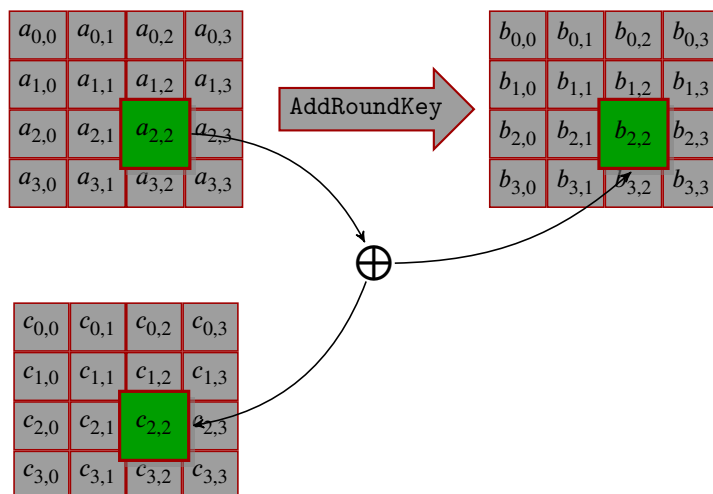 a0,0 a0,1 a0,2 a0,3
a1,0 a1,1 a1,2 a1,3
a2,0 a2,1 a2,2 a2,3
a3,0 a3,1 a3,2 a3,3
AddRoundKey
b0,0 b0,1 b0,2 b0,3
b1,0 b1,1 b1,2 b1,3
b2,0 b2,1 b2,2 b2,3
b3,0 b3,1 b3,2 b3,3
⊕
c0,0 c0,1 c0,2 c0,3
c1,0 c1,1 c1,2 c1,3
c2,0 c2,1 c2,2 c2,3
c3,0 c3,1 c3,2 c3,3